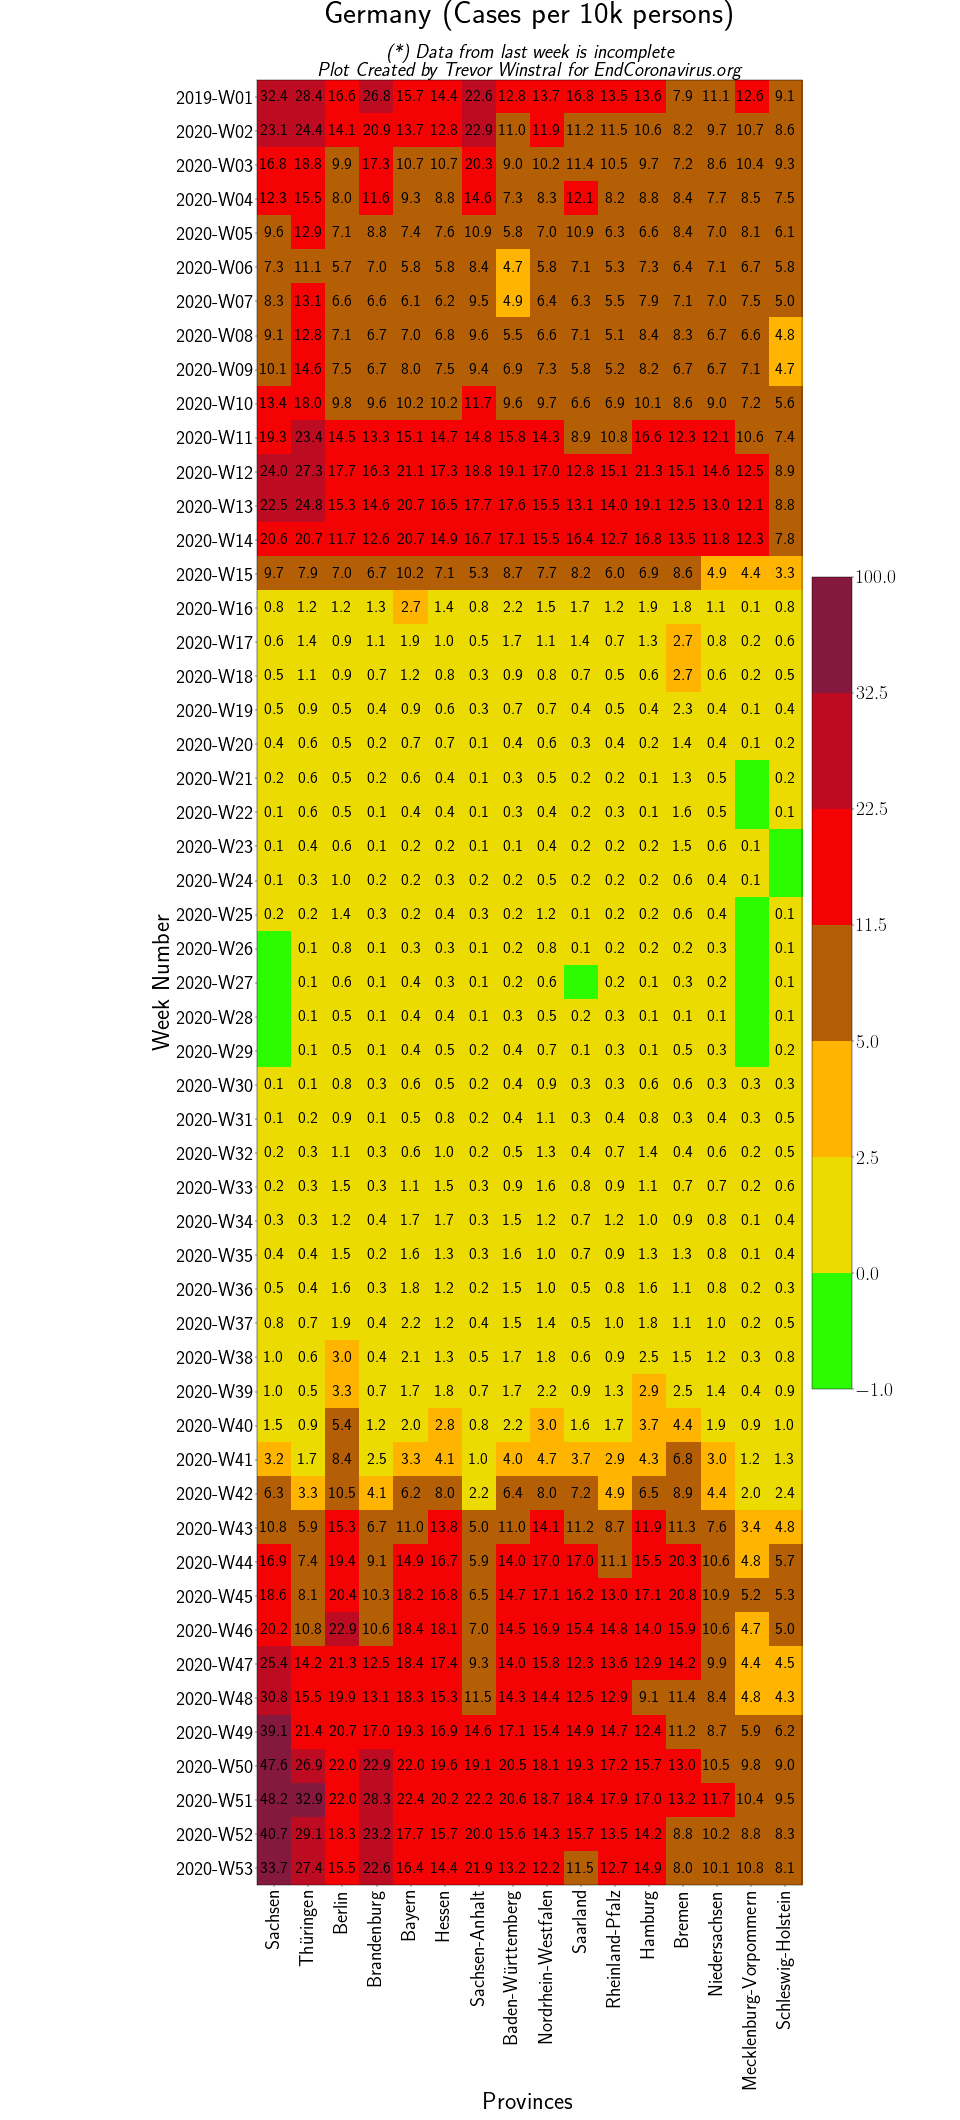 Germany (Cases per 10k persons)
(*) Data from last week is incomplete
Plot Created by Trevor Winstral for EndCoronavirus.org
Week Number
2019-W01 32.4 28.4 16.6 26.8 15.7 14.4 22.6 12.8 13.7 16.8 13.5 13.6 7.9 11.1 12.6 9.1
2020-W02 23.1 24.4 14.1 20.9 13.7 12.8 22.9 11.0 11.9 11.2 11.5 10.6 8.2 9.7 10.7 8.6
2020-W03 16.8 18.8 9.9 17.3 10.7 10.7 20.3 9.0 10.2 11.4 10.5 9.7 7.2 8.6 10.4 9.3
2020-W04 12.3 15.5 8.0 11.6 9.3 8.8 14.6 7.3 8.3 12.1 8.2 8.8 8.4 7.7 8.5 7.5
2020-W05 9.6 12.9 7.1 8.8 7.4 7.6 10.9 5.8 7.0 10.9 6.3 6.6 8.4 7.0 8.1 6.1
2020-W06 7.3 11.1 5.7 7.0 5.8 5.8 8.4 4.7 5.8 7.1 5.3 7.3 6.4 7.1 6.7 5.8
2020-W07 8.3 13.1 6.6 6.6 6.1 6.2 9.5 4.9 6.4 6.3 5.5 7.9 7.1 7.0 7.5 5.0
2020-W08 9.1 12.8 7.1 6.7 7.0 6.8 9.6 5.5 6.6 7.1 5.1 8.4 8.3 6.7 6.6 4.8
2020-W09 10.1 14.6 7.5 6.7 8.0 7.5 9.4 6.9 7.3 5.8 5.2 8.2 6.7 6.7 7.1 4.7
2020-W10 13.4 18.0 9.8 9.6 10.2 10.2 11.7 9.6 9.7 6.6 6.9 10.1 8.6 9.0 7.2 5.6
2020-W11 19.3 23.4 14.5 13.3 15.1 14.7 14.8 15.8 14.3 8.9 10.8 16.6 12.3 12.1 10.6 7.4
2020-W12 24.0 27.3 17.7 16.3 21.1 17.3 18.8 19.1 17.0 12.8 15.1 21.3 15.1 14.6 12.5 8.9
2020-W13 22.5 24.8 15.3 14.6 20.7 16.5 17.7 17.6 15.5 13.1 14.0 19.1 12.5 13.0 12.1 8.8
2020-W14 20.6 20.7 11.7 12.6 20.7 14.9 16.7 17.1 15.5 16.4 12.7 16.8 13.5 11.8 12.3 7.8
2020-W15 9.7 7.9 7.0 6.7 10.2 7.1 5.3 8.7 7.7 8.2 6.0 6.9 8.6 4.9 4.4 3.3
2020-W16 0.8 1.2 1.2 1.3 2.7 1.4 0.8 2.2 1.5 1.7 1.2 1.9 1.8 1.1 0.1 0.8
2020-W17 0.6 1.4 0.9 1.1 1.9 1.0 0.5 1.7 1.1 1.4 0.7 1.3 2.7 0.8 0.2 0.6
2020-W18 0.5 1.1 0.9 0.7 1.2 0.8 0.3 0.9 0.8 0.7 0.5 0.6 2.7 0.6 0.2 0.5
2020-W19 0.5 0.9 0.5 0.4 0.9 0.6 0.3 0.7 0.7 0.4 0.5 0.4 2.3 0.4 0.1 0.4
2020-W20 0.4 0.6 0.5 0.2 0.7 0.7 0.1 0.4 0.6 0.3 0.4 0.2 1.4 0.4 0.1 0.2
2020-W21 0.2 0.6 0.5 0.2 0.6 0.4 0.1 0.3 0.5 0.2 0.2 0.1 1.3 0.5 0.2
2020-W22 0.1 0.6 0.5 0.1 0.4 0.4 0.1 0.3 0.4 0.2 0.3 0.1 1.6 0.5 0.1
2020-W23 0.1 0.4 0.6 0.1 0.2 0.2 0.1 0.1 0.4 0.2 0.2 0.2 1.5 0.6 0.1
2020-W24 0.1 0.3 1.0 0.2 0.2 0.3 0.2 0.2 0.5 0.2 0.2 0.2 0.6 0.4 0.1
2020-W25 0.2 0.2 1.4 0.3 0.2 0.4 0.3 0.2 1.2 0.1 0.2 0.2 0.6 0.4 0.1
2020-W26 0.1 0.8 0.1 0.3 0.3 0.1 0.2 0.8 0.1 0.2 0.2 0.2 0.3 0.1
2020-W27 0.1 0.6 0.1 0.4 0.3 0.1 0.2 0.6 0.2 0.1 0.3 0.2 0.1
2020-W28 0.1 0.5 0.1 0.4 0.4 0.1 0.3 0.5 0.2 0.3 0.1 0.1 0.1 0.1
2020-W29 0.1 0.5 0.1 0.4 0.5 0.2 0.4 0.7 0.1 0.3 0.1 0.5 0.3 0.2
2020-W30 0.1 0.1 0.8 0.3 0.6 0.5 0.2 0.4 0.9 0.3 0.3 0.6 0.6 0.3 0.3 0.3
2020-W31 0.1 0.2 0.9 0.1 0.5 0.8 0.2 0.4 1.1 0.3 0.4 0.8 0.3 0.4 0.3 0.5
2020-W32 0.2 0.3 1.1 0.3 0.6 1.0 0.2 0.5 1.3 0.4 0.7 1.4 0.4 0.6 0.2 0.5
2020-W33 0.2 0.3 1.5 0.3 1.1 1.5 0.3 0.9 1.6 0.8 0.9 1.1 0.7 0.7 0.2 0.6
2020-W34 0.3 0.3 1.2 0.4 1.7 1.7 0.3 1.5 1.2 0.7 1.2 1.0 0.9 0.8 0.1 0.4
2020-W35 0.4 0.4 1.5 0.2 1.6 1.3 0.3 1.6 1.0 0.7 0.9 1.3 1.3 0.8 0.1 0.4
2020-W36 0.5 0.4 1.6 0.3 1.8 1.2 0.2 1.5 1.0 0.5 0.8 1.6 1.1 0.8 0.2 0.3
2020-W37 0.8 0.7 1.9 0.4 2.2 1.2 0.4 1.5 1.4 0.5 1.0 1.8 1.1 1.0 0.2 0.5
2020-W38 1.0 0.6 3.0 0.4 2.1 1.3 0.5 1.7 1.8 0.6 0.9 2.5 1.5 1.2 0.3 0.8
2020-W39 1.0 0.5 3.3 0.7 1.7 1.8 0.7 1.7 2.2 0.9 1.3 2.9 2.5 1.4 0.4 0.9
2020-W40 1.5 0.9 5.4 1.2 2.0 2.8 0.8 2.2 3.0 1.6 1.7 3.7 4.4 1.9 0.9 1.0
2020-W41 3.2 1.7 8.4 2.5 3.3 4.1 1.0 4.0 4.7 3.7 2.9 4.3 6.8 3.0 1.2 1.3
2020-W42 6.3 3.3 10.5 4.1 6.2 8.0 2.2 6.4 8.0 7.2 4.9 6.5 8.9 4.4 2.0 2.4
2020-W43 10.8 5.9 15.3 6.7 11.0 13.8 5.0 11.0 14.1 11.2 8.7 11.9 11.3 7.6 3.4 4.8
2020-W44 16.9 7.4 19.4 9.1 14.9 16.7 5.9 14.0 17.0 17.0 11.1 15.5 20.3 10.6 4.8 5.7
2020-W45 18.6 8.1 20.4 10.3 18.2 16.8 6.5 14.7 17.1 16.2 13.0 17.1 20.8 10.9 5.2 5.3
2020-W46 20.2 10.8 22.9 10.6 18.4 18.1 7.0 14.5 16.9 15.4 14.8 14.0 15.9 10.6 4.7 5.0
2020-W47 25.4 14.2 21.3 12.5 18.4 17.4 9.3 14.0 15.8 12.3 13.6 12.9 14.2 9.9 4.4 4.5
2020-W48 30.8 15.5 19.9 13.1 18.3 15.3 11.5 14.3 14.4 12.5 12.9 9.1 11.4 8.4 4.8 4.3
2020-W49 39.1 21.4 20.7 17.0 19.3 16.9 14.6 17.1 15.4 14.9 14.7 12.4 11.2 8.7 5.9 6.2
2020-W50 47.6 26.9 22.0 22.9 22.0 19.6 19.1 20.5 18.1 19.3 17.2 15.7 13.0 10.5 9.8 9.0
2020-W51 48.2 32.9 22.0 28.3 22.4 20.2 22.2 20.6 18.7 18.4 17.9 17.0 13.2 11.7 10.4 9.5
2020-W52 40.7 29.1 18.3 23.2 17.7 15.7 20.0 15.6 14.3 15.7 13.5 14.2 8.8 10.2 8.8 8.3
2020-W53 33.7 27.4 15.5 22.6 16.4 14.4 21.9 13.2 12.2 11.5 12.7 14.9 8.0 10.1 10.8 8.1
Sachsen
Thüringen
Berlin
Brandenburg
Bayern
Hessen
Sachsen-Anhalt
Baden-Württemberg
Nordrhein-Westfalen
Saarland
Rheinland-Pfalz
Hamburg
Bremen
Niedersachsen
Mecklenburg-Vorpommern
Schleswig-Holstein
Provinces
100.0
32.5
22.5
11.5
5.0
2.5
0.0
−1.0